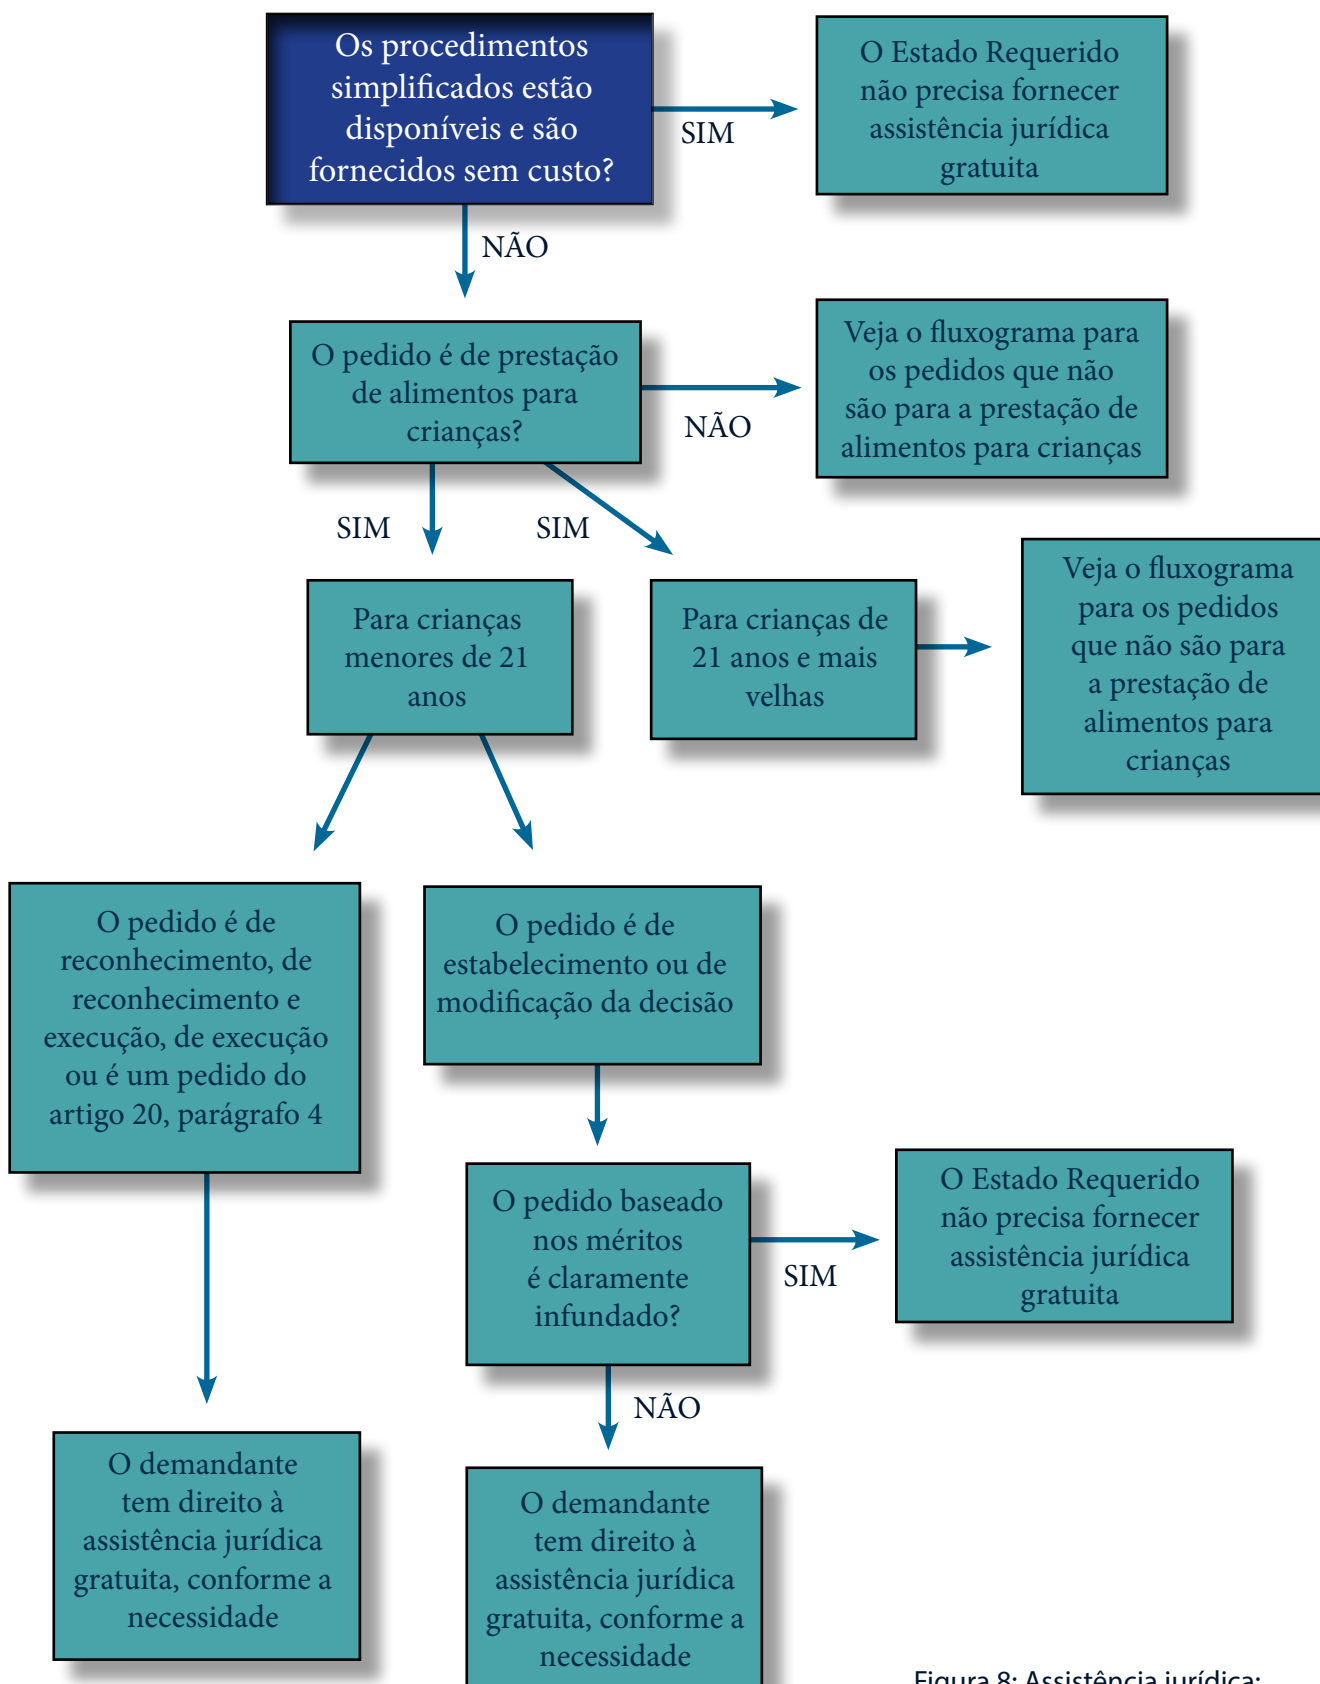 Os procedimentos
simplificados estão
disponíveis e são
fornecidos sem custo?
SIM
O Estado Requerido
não precisa fornecer
assistência jurídica
gratuita
NÃO
O pedido é de prestação
de alimentos para
crianças?
NÃO
Veja o fluxograma para
os pedidos que não
são para a prestação de
alimentos para crianças
SIM
SIM
Para crianças
menores de 21
anos
Para crianças de
21 anos e mais
velhas
Veja o fluxograma
para os pedidos
que não são para
a prestação de
alimentos para
crianças
O pedido é de
reconhecimento, de
reconhecimento e
execução, de execução
ou é um pedido do
artigo 20, parágrafo 4
O pedido é de
estabelecimento ou de
modificação da decisão
O pedido baseado
nos méritos
é claramente
infundado?
SIM
O Estado Requerido
não precisa fornecer
assistência jurídica
gratuita
NÃO
O demandante
tem direito à
assistência jurídica
gratuita, conforme a
necessidade
O demandante
tem direito à
assistência jurídica
gratuita, conforme a
necessidade
Figura 8: Assistência jurídica: